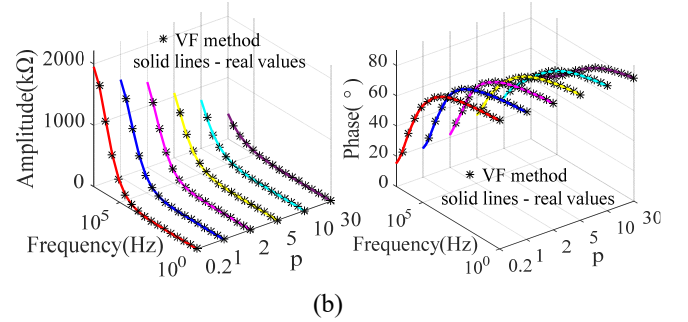 VF method
solid lines - real values
Amplitude(kΩ)
2000
1000
0
10⁵
Frequency(Hz)
10⁰
0.2
1
2
5
10
30
p
Phase( ° )
80
60
40
20
0
VF method
solid lines - real values
10⁵
Frequency(Hz)
10⁰
0.2
1
2
5
10
30
p
(b)